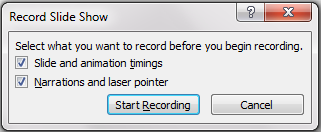 Record Slide Show
Select what you want to record before you begin recording.
Slide and animation timings
Narrations and laser pointer
Start Recording Cancel